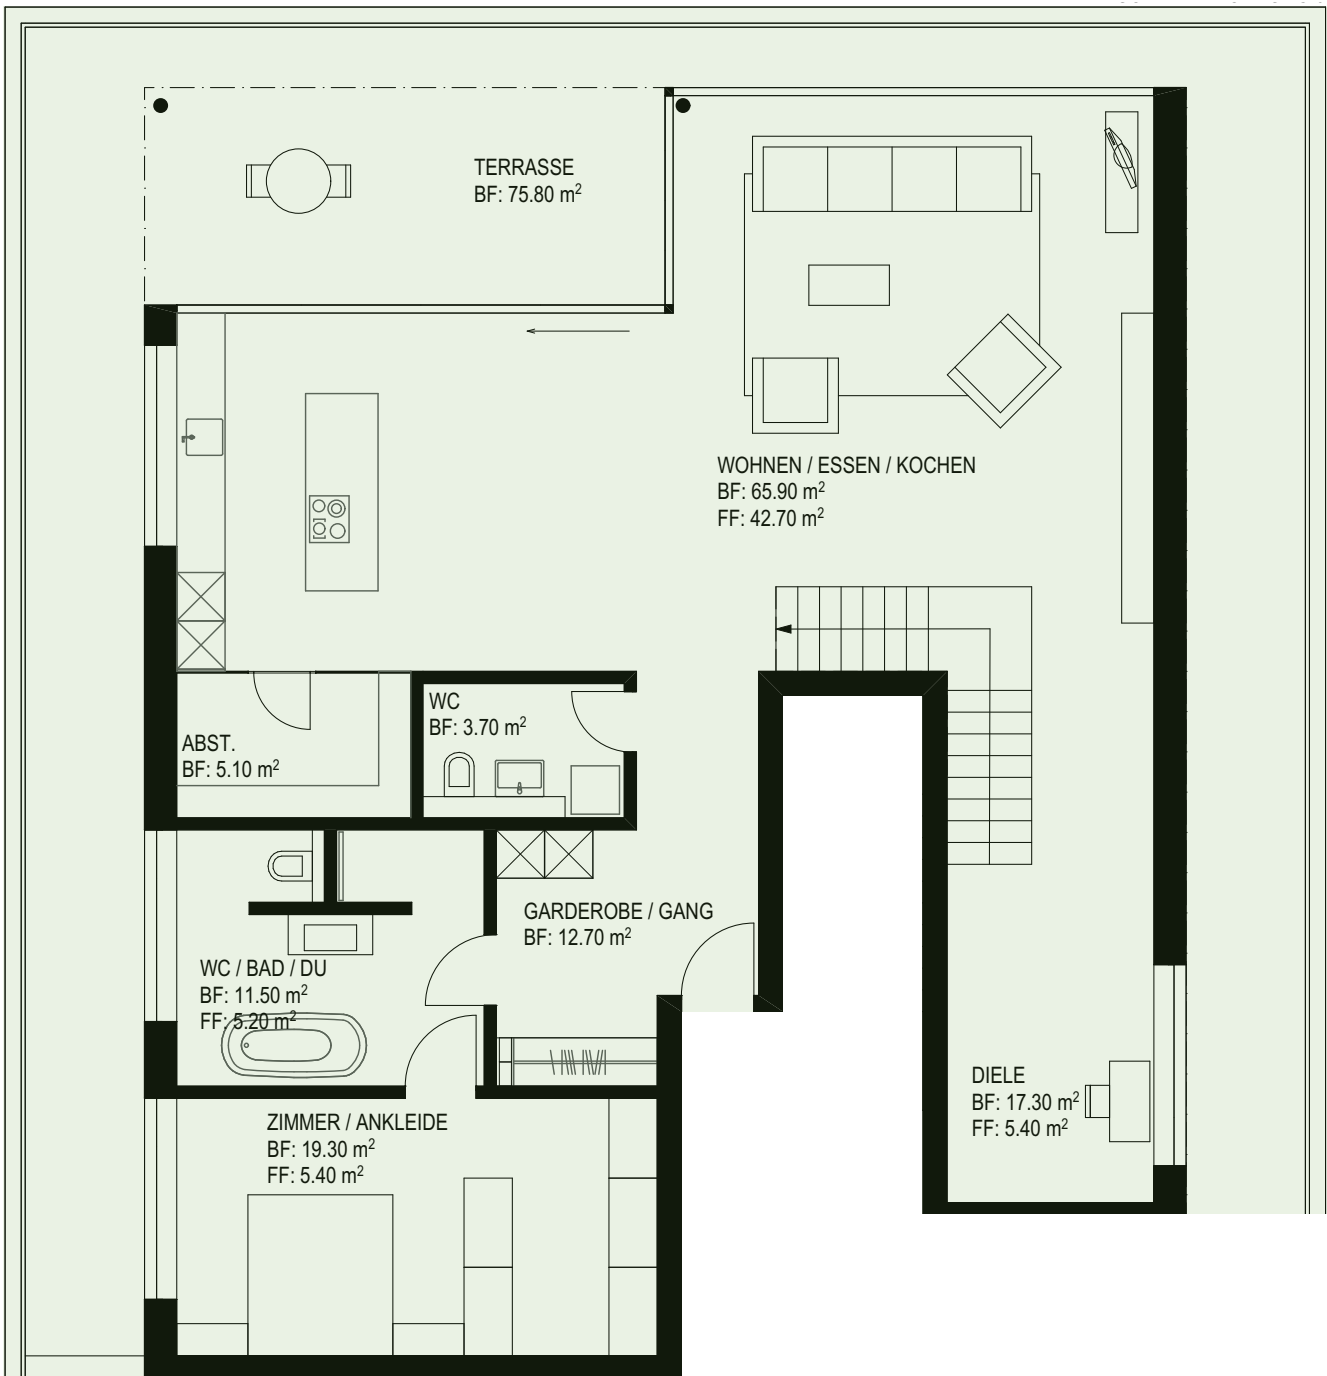 TERRASSE
BF: 75.80 m²
WOHNEN / ESSEN / KOCHEN
BF: 65.90 m²
FF: 42.70 m²
WC
BF: 3.70 m²
ABST.
BF: 5.10 m²
GARDEROBE / GANG
BF: 12.70 m²
WC / BAD / DU
BF: 11.50 m²
FF: 5.20 m²
DIELE
BF: 17.30 m²
FF: 5.40 m²
ZIMMER / ANKLEIDE
BF: 19.30 m²
FF: 5.40 m²